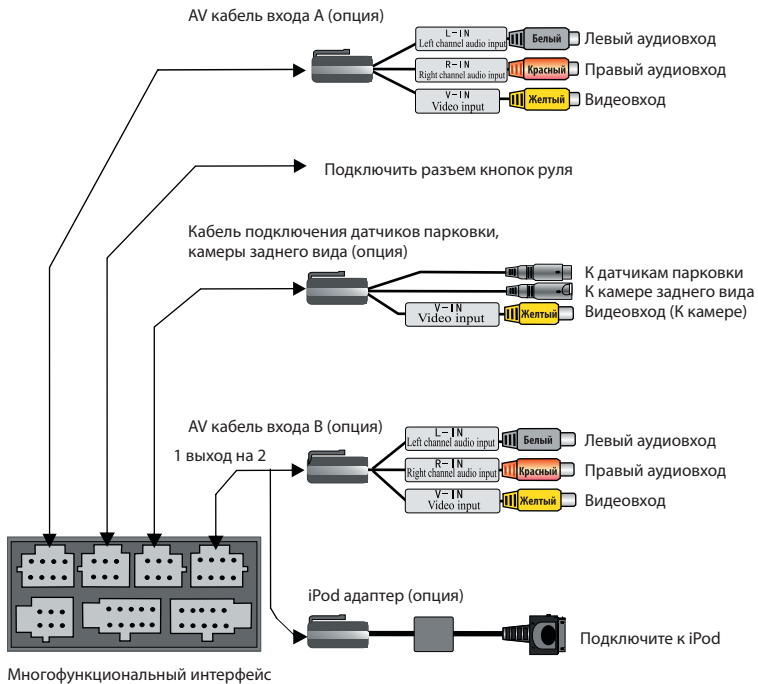 AV кабель входа A (опция)
L-IN
Left channel audio input
Белый
Левый аудиовход
R-IN
Right channel audio input
Красный
Правый аудиовход
V-IN
Video input
Желтый
Видеовход
Подключить разъем кнопок руля
Кабель подключения датчиков парковки,
камеры заднего вида (опция)
К датчикам парковки
К камере заднего вида
V-IN
Video input
Желтый
Видеовход (К камере)
AV кабель входа B (опция)
1 выход на 2
L-IN
Left channel audio input
Белый
Левый аудиовход
R-IN
Right channel audio input
Красный
Правый аудиовход
V-IN
Video input
Желтый
Видеовход
iPod адаптер (опция)
Подключите к iPod
Многофункциональный интерфейс